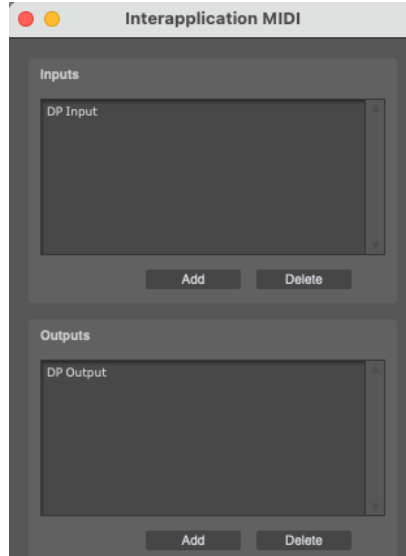 Interapplication MIDI
Inputs
DP Input
Add Delete
Outputs
DP Output
Add Delete